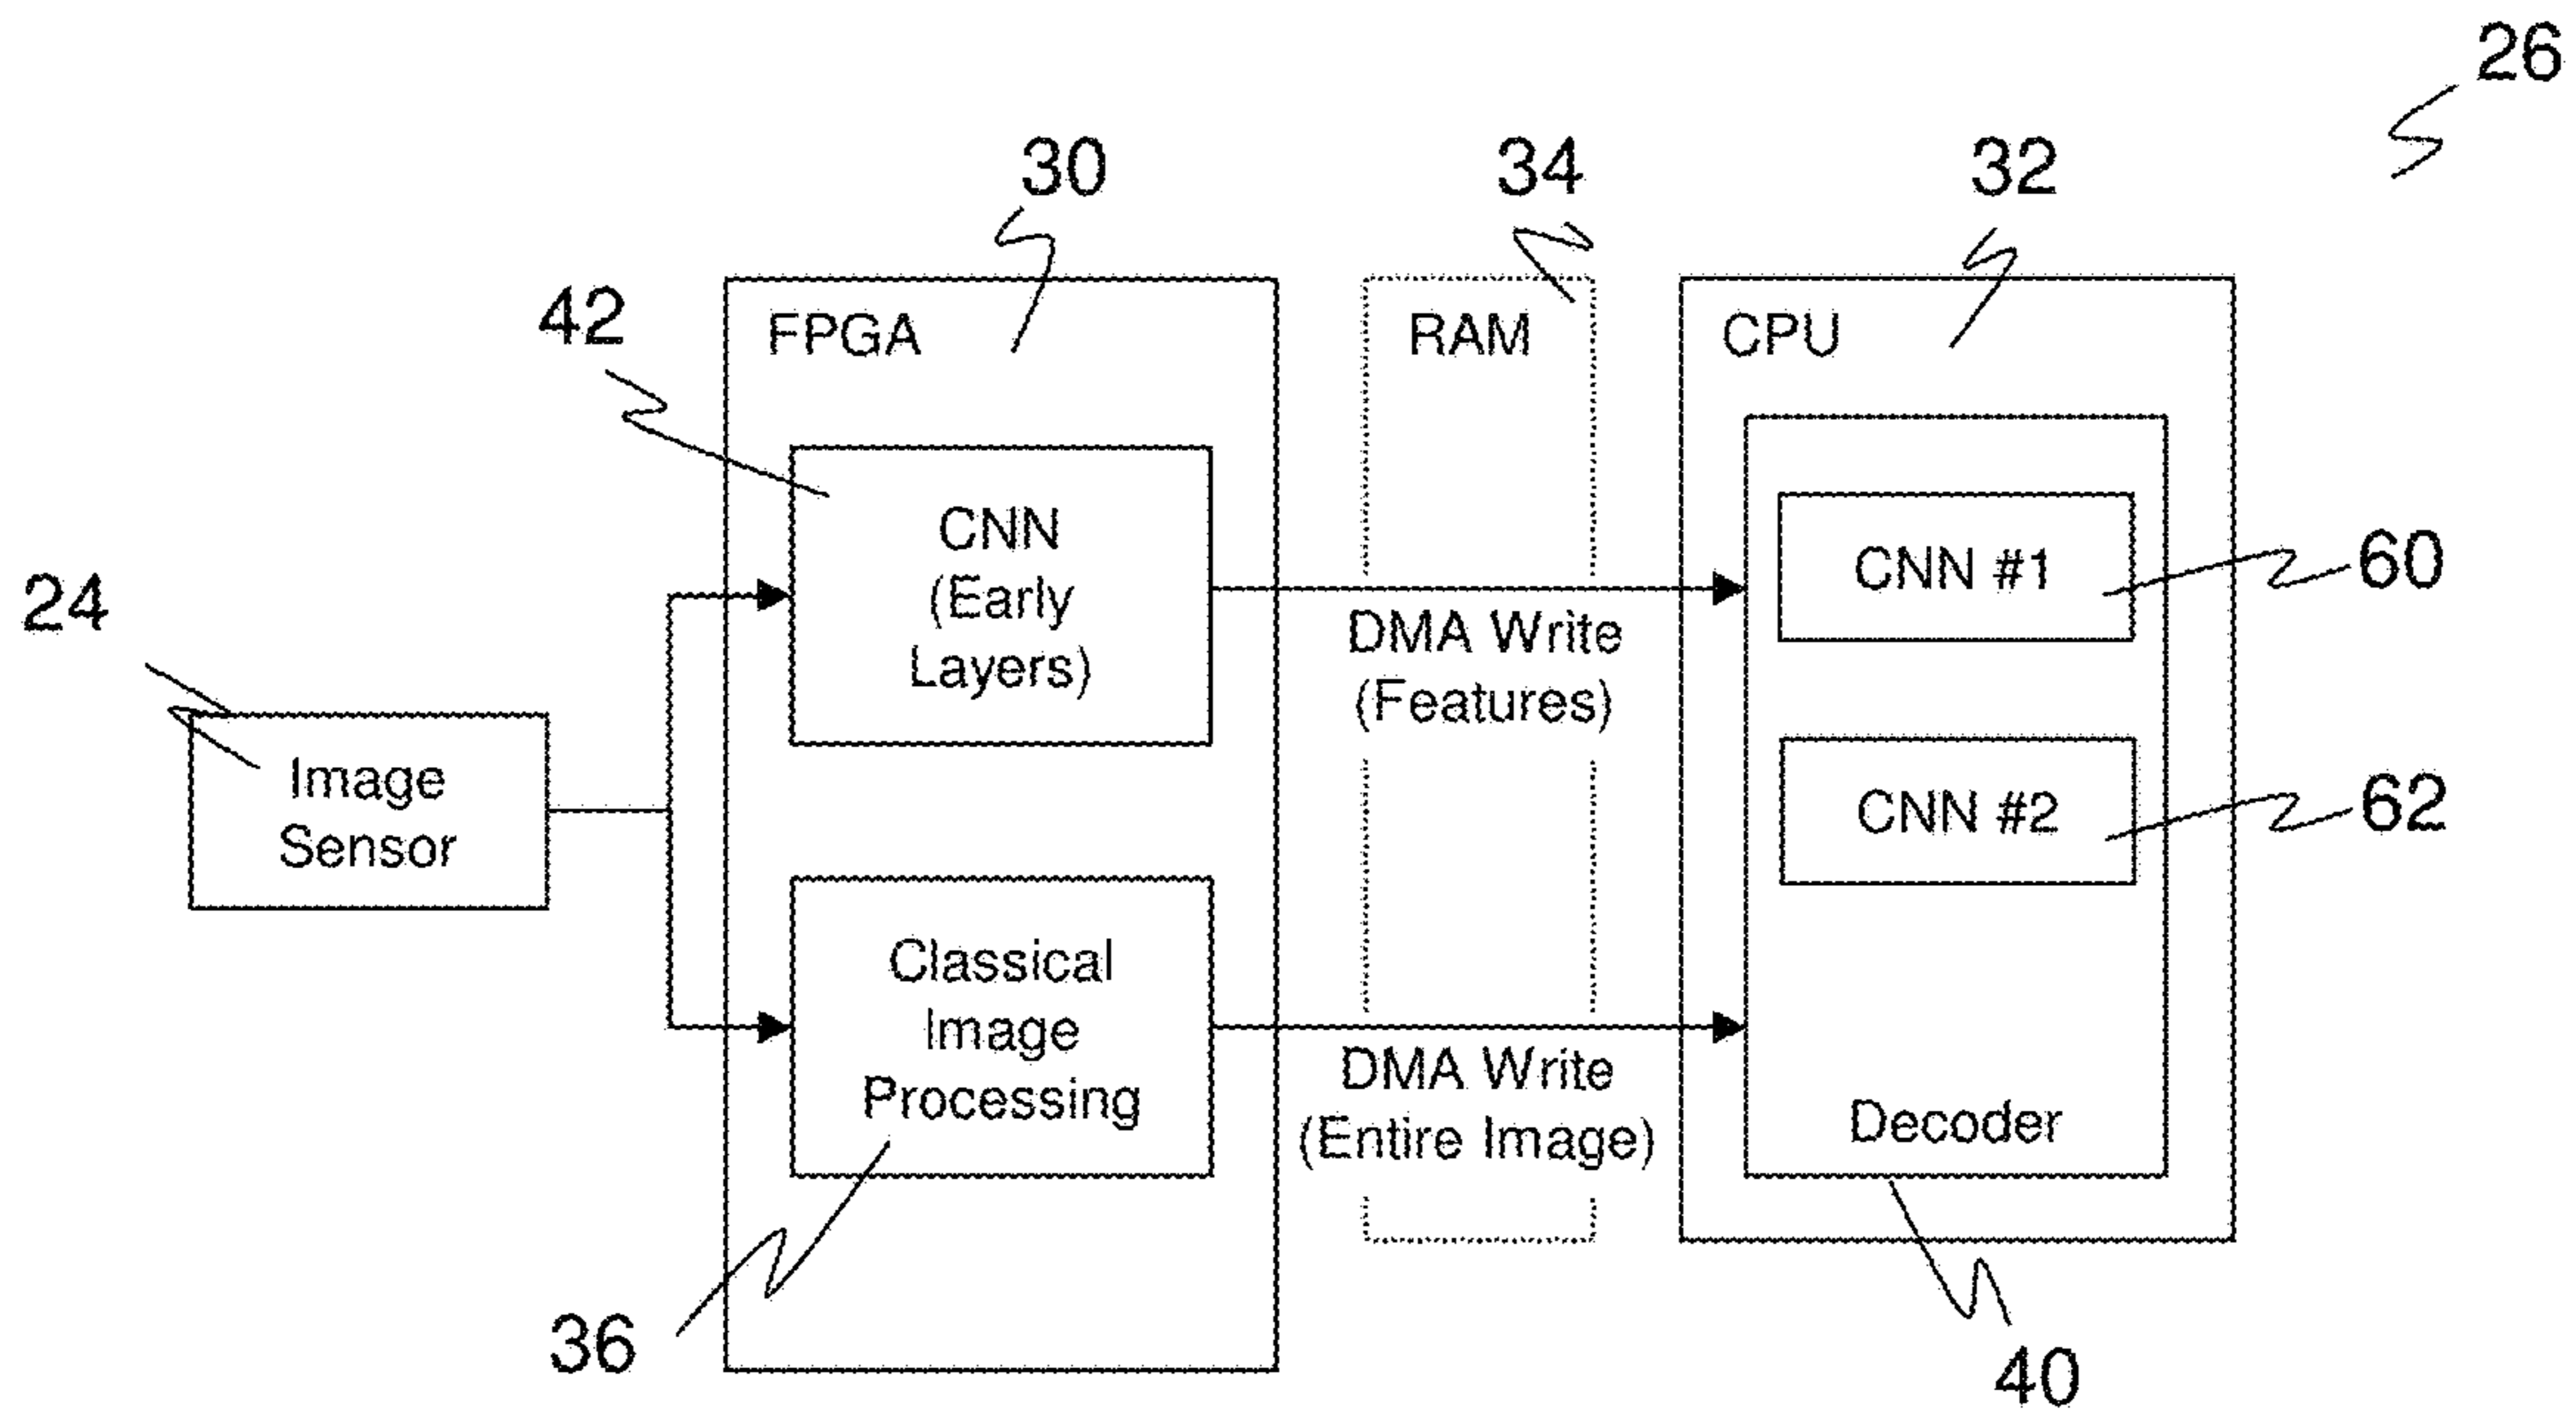 26
30
34
32
42
FPGA
RAM
CPU
CNN
(Early
Layers)
CNN #1
60
24
DMA Write
(Features)
Image
Sensor
CNN #2
62
Classical
Image
Processing
DMA Write
(Entire Image)
Decoder
36
40